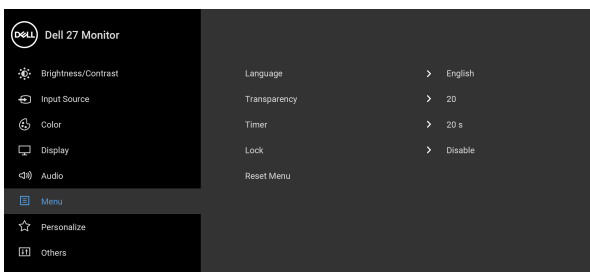 DELL Dell 27 Monitor
Brightness/Contrast Language English
Input Source Transparency 20
Color Timer 20 s
Display Lock Disable
Audio Reset Menu
Menu
Personalize
Others